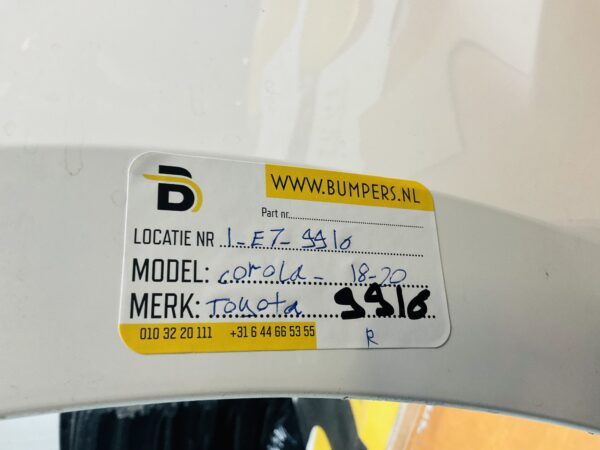 B
WWW.BUMPERS.NL
Part nr.
LOCATIE NR 1-E7-9910
MODEL: corola- 18-20
MERK: Toyota 9910
010 32 20 111 +31 6 44 66 53 55
R